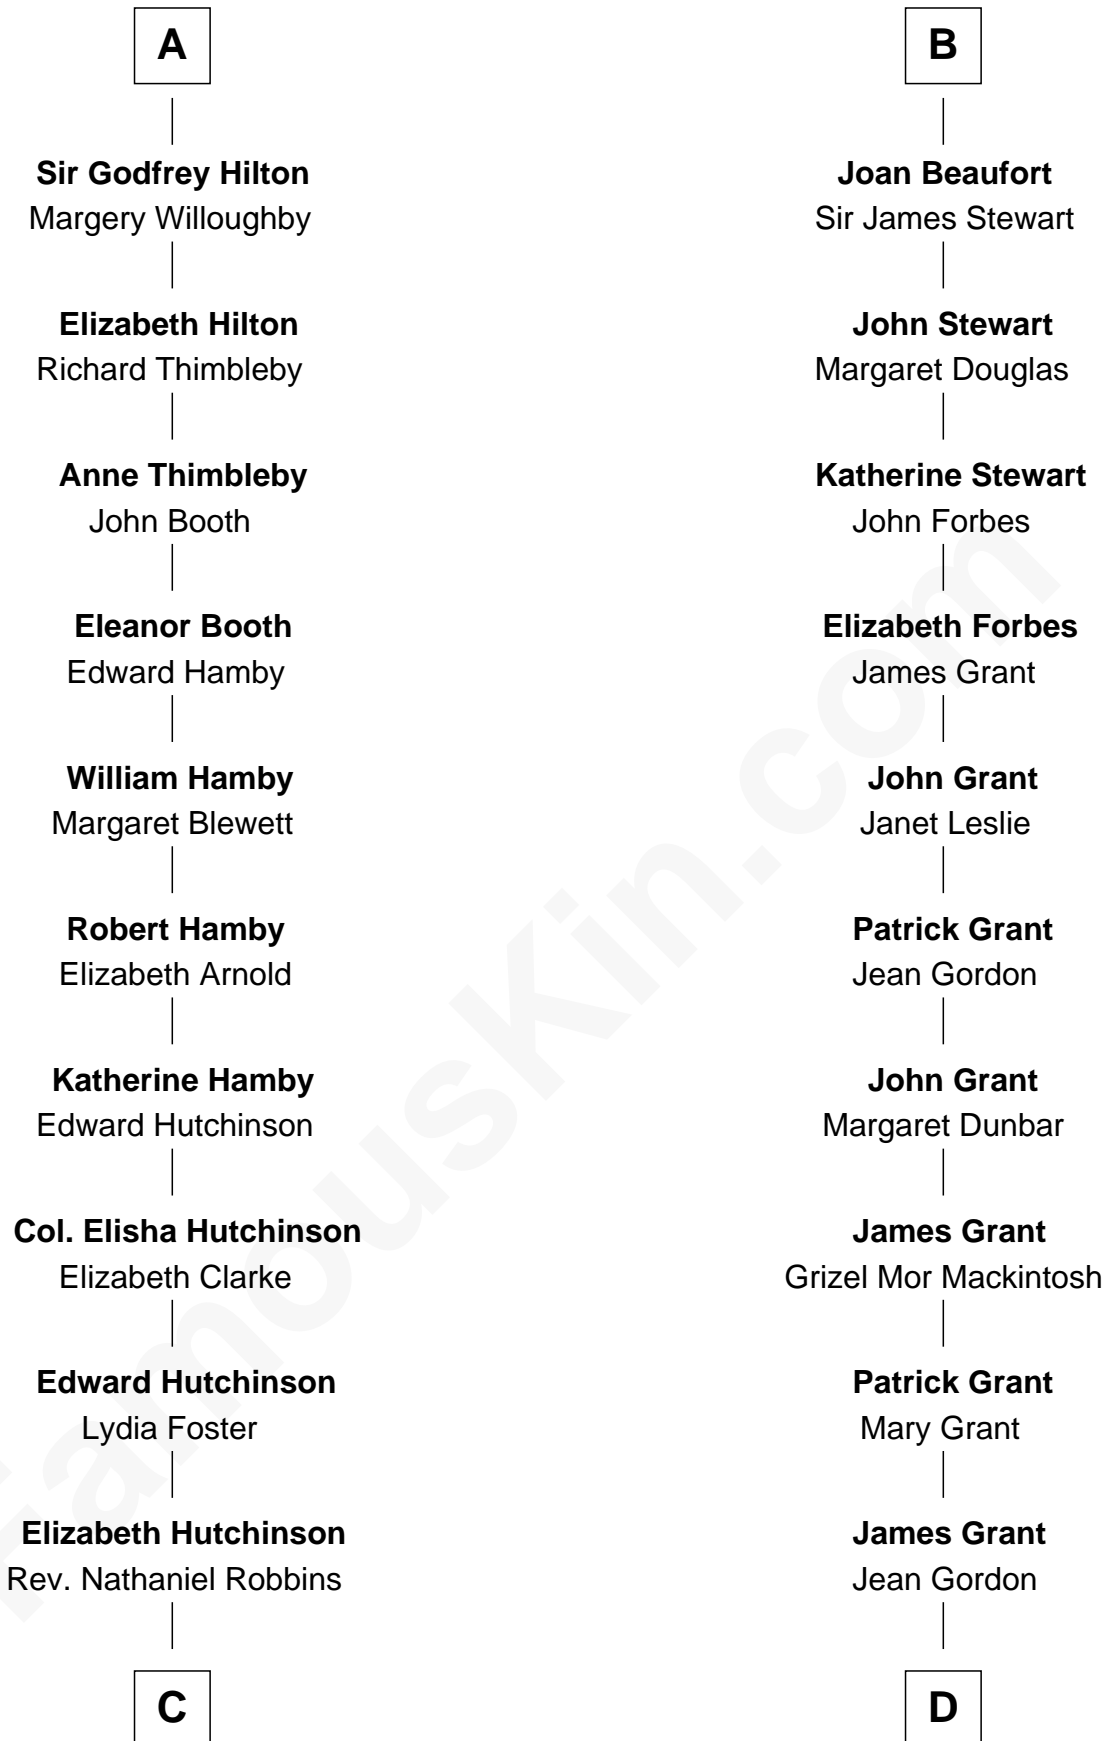 A
Sir Godfrey Hilton
Margery Willoughby
Elizabeth Hilton
Richard Thimbleby
Anne Thimbleby
John Booth
Eleanor Booth
Edward Hamby
William Hamby
Margaret Blewett
Robert Hamby
Elizabeth Arnold
Katherine Hamby
Edward Hutchinson
Col. Elisha Hutchinson
Elizabeth Clarke
Edward Hutchinson
Lydia Foster
Elizabeth Hutchinson
Rev. Nathaniel Robbins
C
B
Joan Beaufort
Sir James Stewart
John Stewart
Margaret Douglas
Katherine Stewart
John Forbes
Elizabeth Forbes
James Grant
John Grant
Janet Leslie
Patrick Grant
Jean Gordon
John Grant
Margaret Dunbar
James Grant
Grizel Mor Mackintosh
Patrick Grant
Mary Grant
James Grant
Jean Gordon
D
FamousKin.com